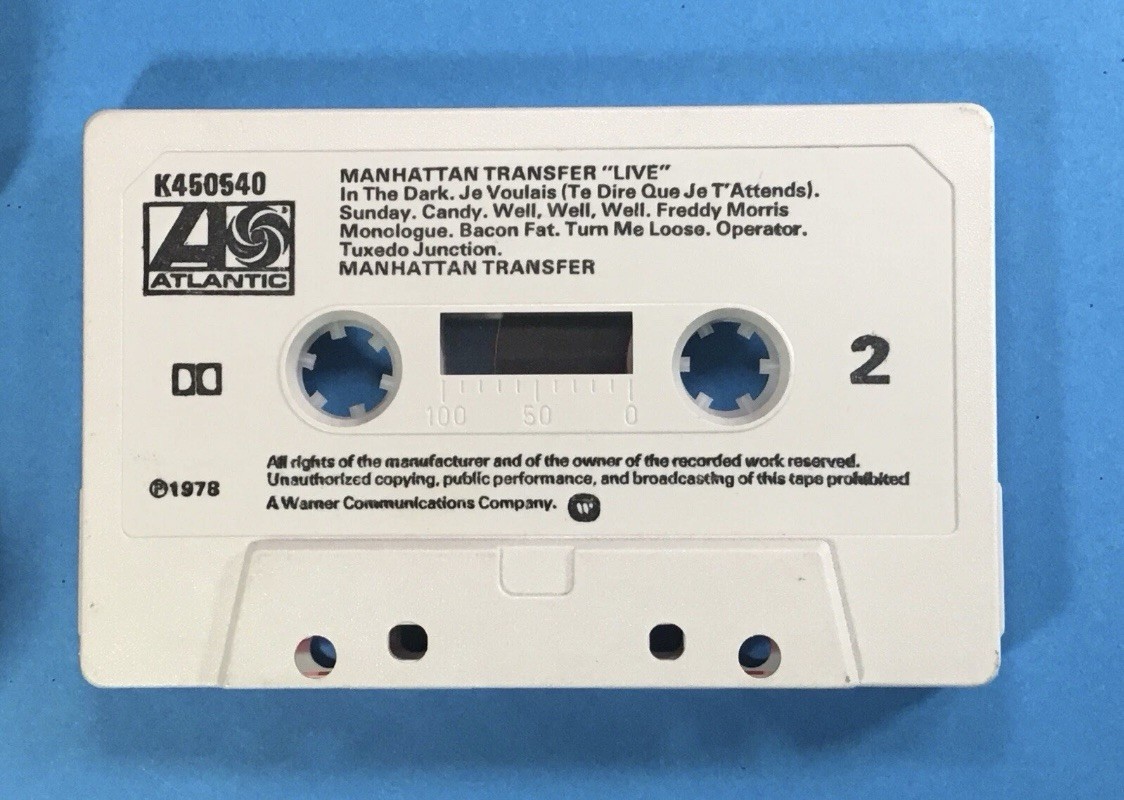 K450540
ATLANTIC
MANHATTAN TRANSFER "LIVE"
In The Dark. Je Voulais (Te Dire Que Je T'Attends).
Sunday. Candy. Well, Well, Well. Freddy Morris
Monologue. Bacon Fat. Turn Me Loose. Operator.
Tuxedo Junction.
MANHATTAN TRANSFER
2
100 50 0
All rights of the manufacturer and of the owner of the recorded work reserved.
Unauthorized copying, public performance, and broadcasting of this tape prohibited
A Warner Communications Company.
℗1978